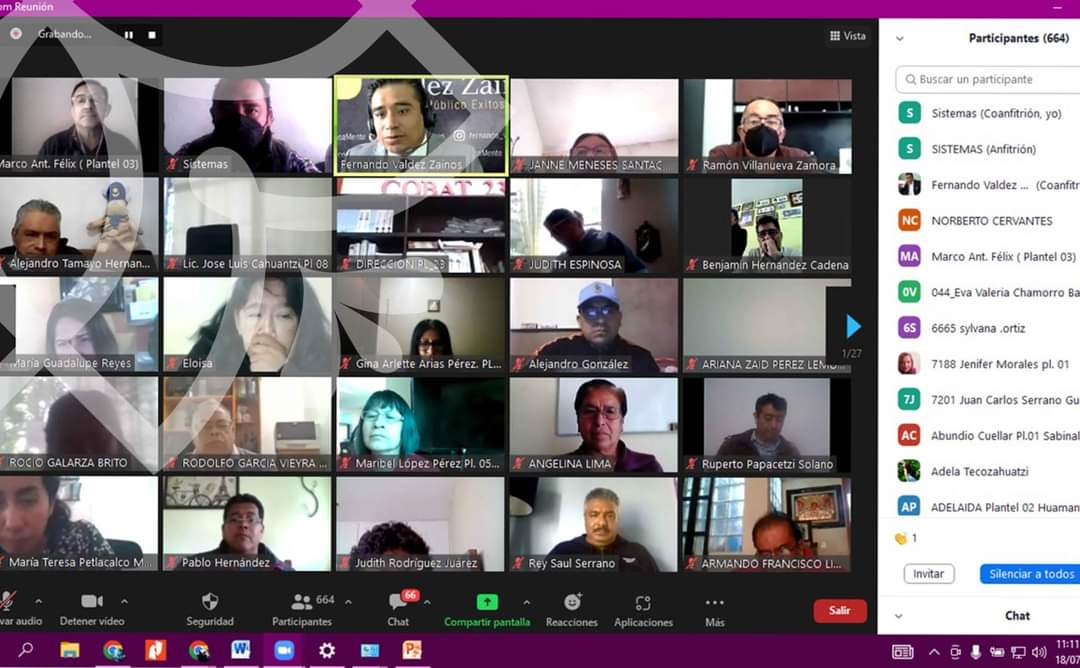 om Reunión
Grabando...
Vista
Marco Ant. Félix ( Plantel 03)
Sistemas
ez Zai
Público Exitos
Fernando Valdez Zainos
JANNE MENESES SANTAC...
Ramón Villanueva Zamora
Alejandro Tamayo Hernan...
Lic. Jose Luis Cahuantzi Pl 08
COBAT 23
DIRECCION PL 23
JUDITH ESPINOSA
Benjamín Hernández Cadena
María Guadalupe Reyes
Eloisa
Gina Arlette Arias Pérez. PL...
Alejandro González
ARIANA ZAID PEREZ LEMU...
1/27
ROCIO GALARZA BRITO
RODOLFO GARCIA VIEYRA ...
Maribel López Pérez Pl. 05...
ANGELINA LIMA
Ruperto Papacetzi Solano
María Teresa Petlacalco M...
Pablo Hernández
Judith Rodríguez Juárez
Rey Saul Serrano
ARMANDO FRANCISCO LI...
var audio
Detener video
Seguridad
664
Participantes
66
Chat
Compartir pantalla
Reacciones
Aplicaciones
Más
Salir
Participantes (664)
Buscar un participante
S Sistemas (Coanfitrión, yo)
S SISTEMAS (Anfitrión)
Fernando Valdez ... (Coanfitr
NC NORBERTO CERVANTES
MA Marco Ant. Félix ( Plantel 03)
0V 044_Eva Valeria Chamorro Ba
6S 6665 sylvana .ortiz
7188 Jenifer Morales pl. 01
7J 7201 Juan Carlos Serrano Gu
AC Abundio Cuellar Pl.01 Sabinal
Adela Tecozahuatzi
AP ADELAIDA Plantel 02 Huaman
1
Invitar
Silenciar a todos
Chat
11:11
18/07